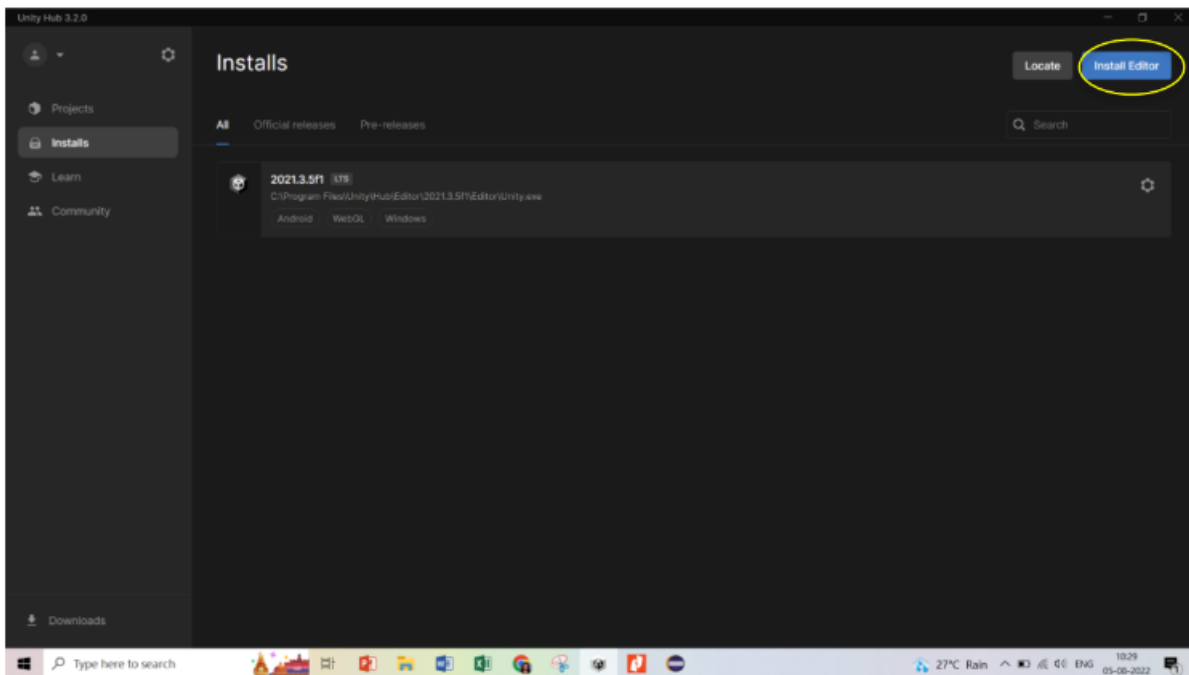 Unity Hub 3.2.0
Installs
Locate
Install Editor
Projects
Installs
Learn
Community
All
Official releases
Pre-releases
Search
2021.3.5f1 LTS
C:\Program Files\Unity\Hub\Editor\2021.3.5f1\Editor\Unity.exe
Android
WebGL
Windows
Downloads
Type here to search
27°C Rain
ENG
10:29
05-08-2022